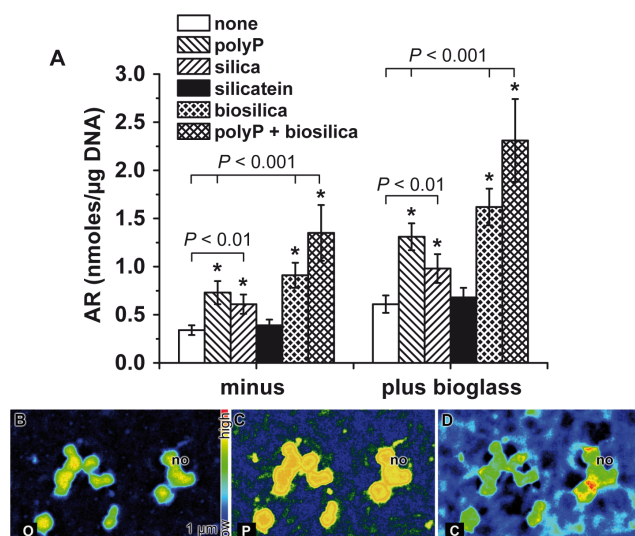 none
polyP
silica
silicatein
biosilica
polyP + biosilica
A
P < 0.001
P < 0.001
P < 0.01
P < 0.01
* * * *
* * * *
AR (nmoles/µg DNA)
3.0
2.5
2.0
1.5
1.0
0.5
0.0
minus
plus bioglass
B
high
C
D
no
no
no
O
1 µm
low
P
C